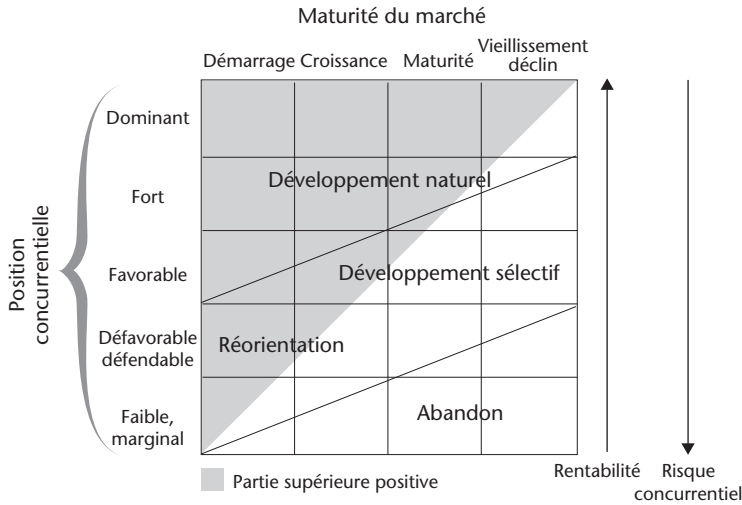 Maturité du marché
Démarrage Croissance Maturité Vieillissement
déclin
Position
concurrentielle
Dominant
Fort
Favorable
Défavorable
défendable
Faible,
marginal
Développement naturel
Développement sélectif
Réorientation
Abandon
Partie supérieure positive
Rentabilité
Risque
concurrentiel